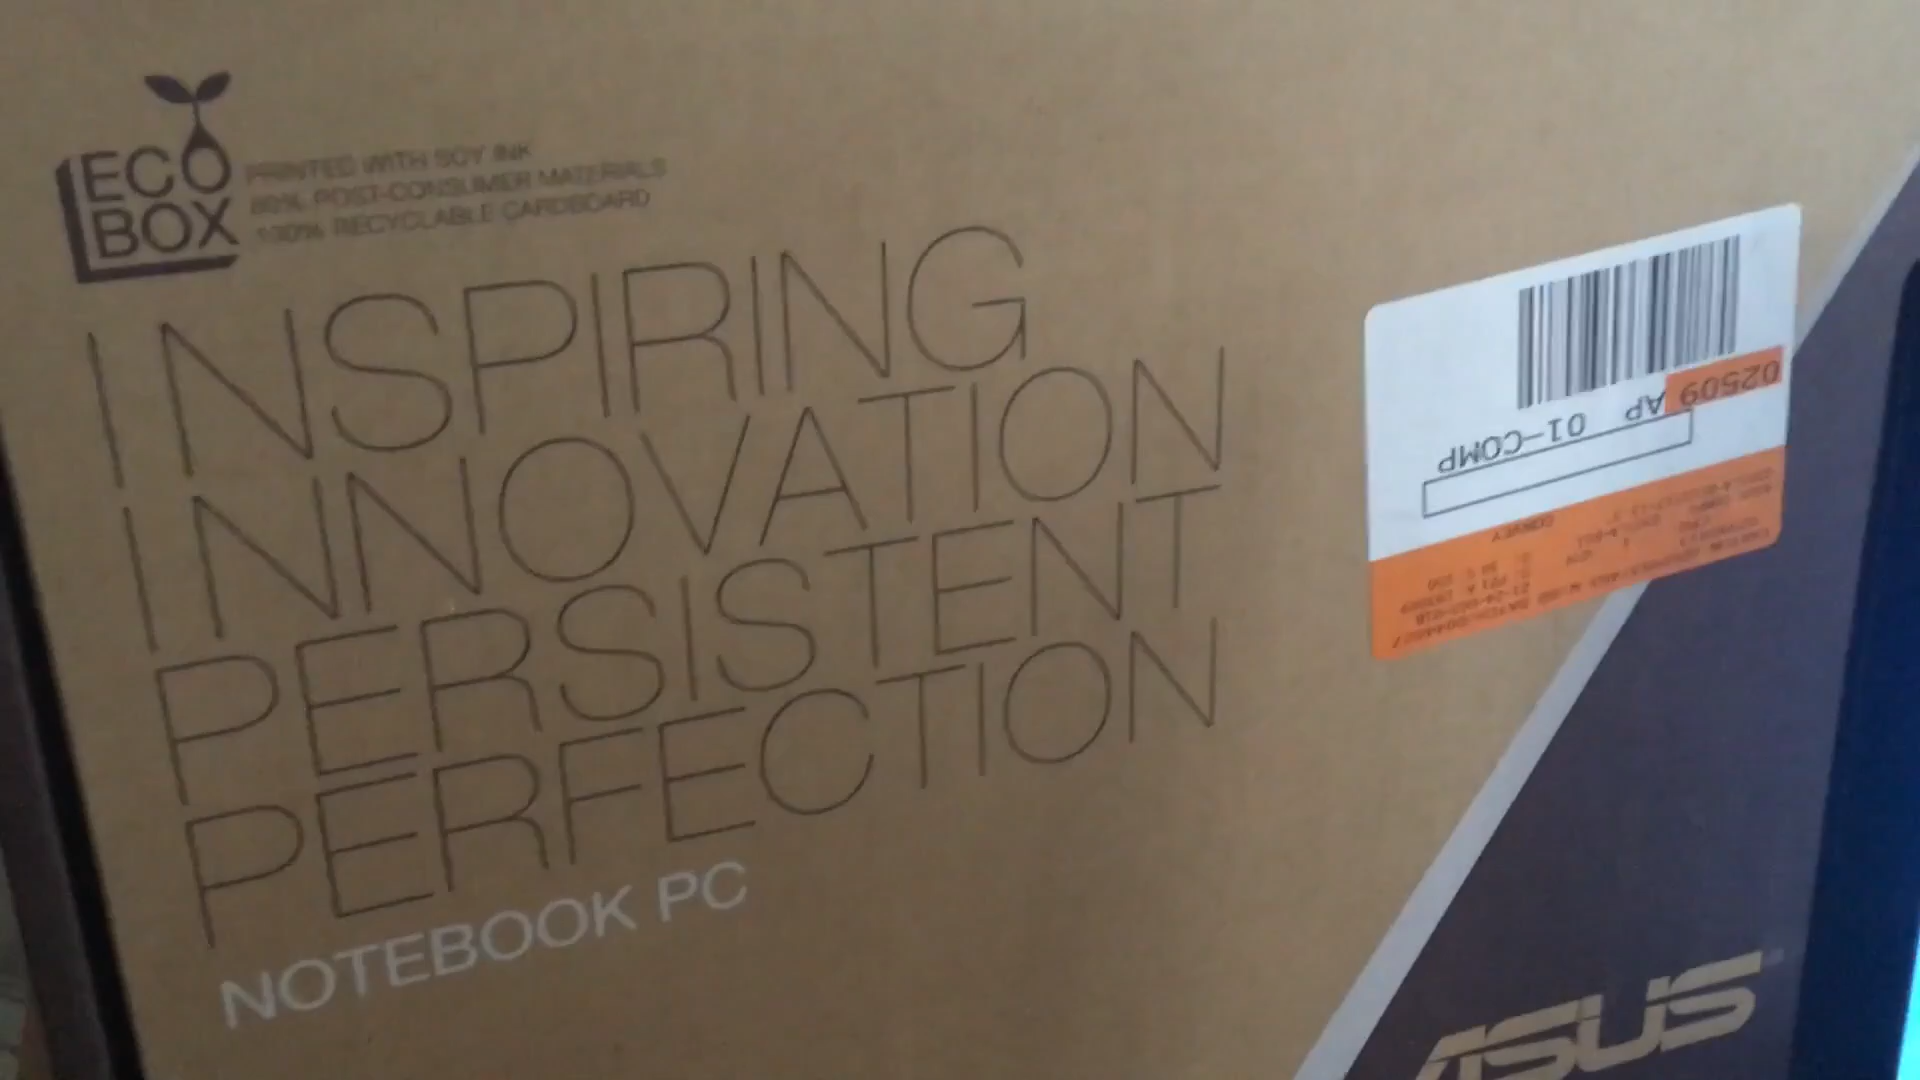 ECO
BOX
PRINTED WITH SOY INK
80% POST-CONSUMER MATERIALS
100% RECYCLABLE CARDBOARD
INSPIRING
INNOVATION
PERSISTENT
PERFECTION
NOTEBOOK PC
02509 AP 01-COMP
ASUS